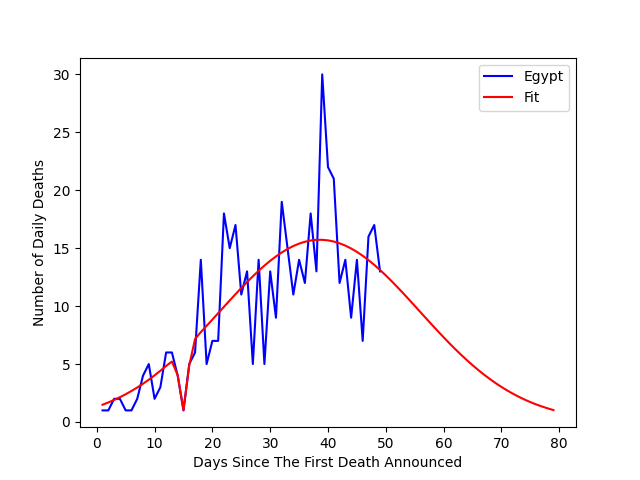 Egypt
Fit
30
25
20
15
10
5
0
Number of Daily Deaths
0 10 20 30 40 50 60 70 80
Days Since The First Death Announced